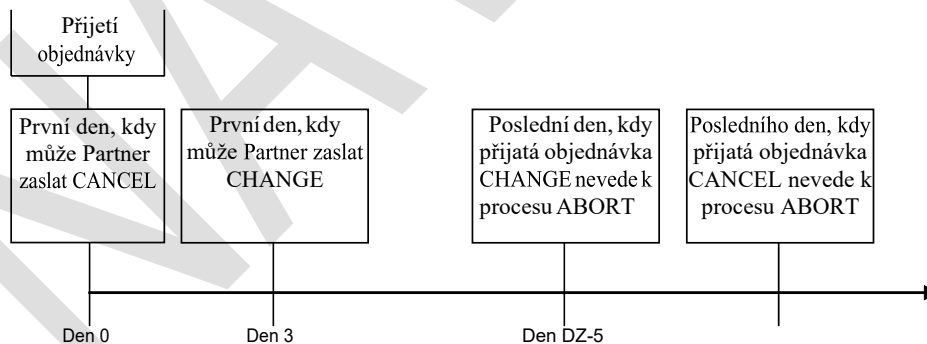 Přijetí
objednávky
První den, kdy
může Partner
zaslat CANCEL
První den, kdy
může Partner zaslat
CHANGE
Poslední den, kdy
přijatá objednávka
CHANGE nevede k
procesu ABORT
Posledního den, kdy
přijatá objednávka
CANCEL nevede k
procesu ABORT
Den 0
Den 3
Den DZ-5